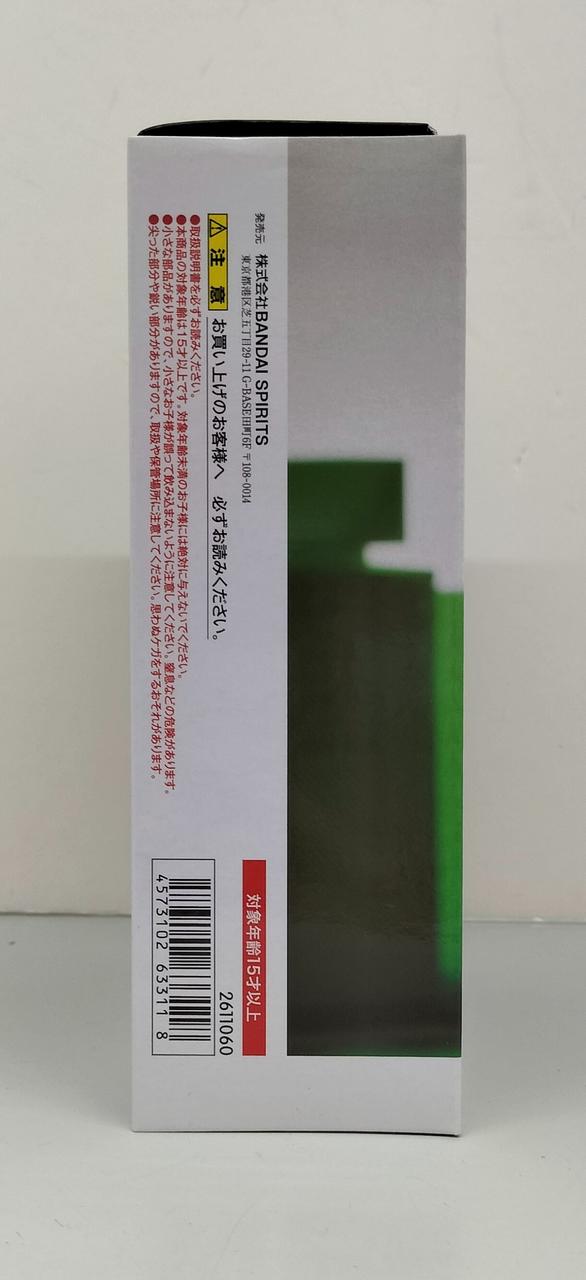 発売元 株式会社BANDAI SPIRITS
東京都港区芝五丁目29-11 G-BASE田町6F 〒108-0014
注 意 お買い上げのお客様へ 必ずお読みください。
●取扱説明書を必ずお読みください。
●本商品の対象年齢は15才以上です。対象年齢未満のお子様には絶対に与えないでください。
●小さな部品がありますので、小さなお子様が誤って飲み込まないように注意してください。窒息などの危険があります。
●尖った部分や鋭い部分がありますので、取扱や保管場所に注意してください。思わぬケガをするおそれがあります。
対象年齢15才以上
2611060
4573102 633118